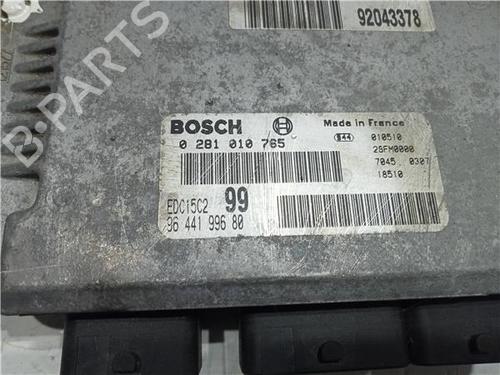 B-PARTS
92043378
BOSCH
Made in France
0 281 010 765
010510
28FM0000
7045 0307
18510
EDC15C2 99
96 441 996 80